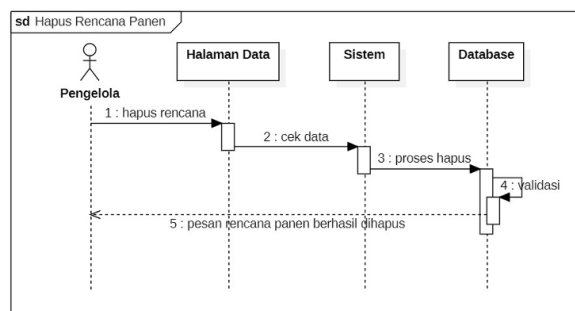 sd Hapus Rencana Panen
Halaman Data
Sistem
Database
Pengelola
1 : hapus rencana
2 : cek data
3 : proses hapus
4 : validasi
5 : pesan rencana panen berhasil dihapus